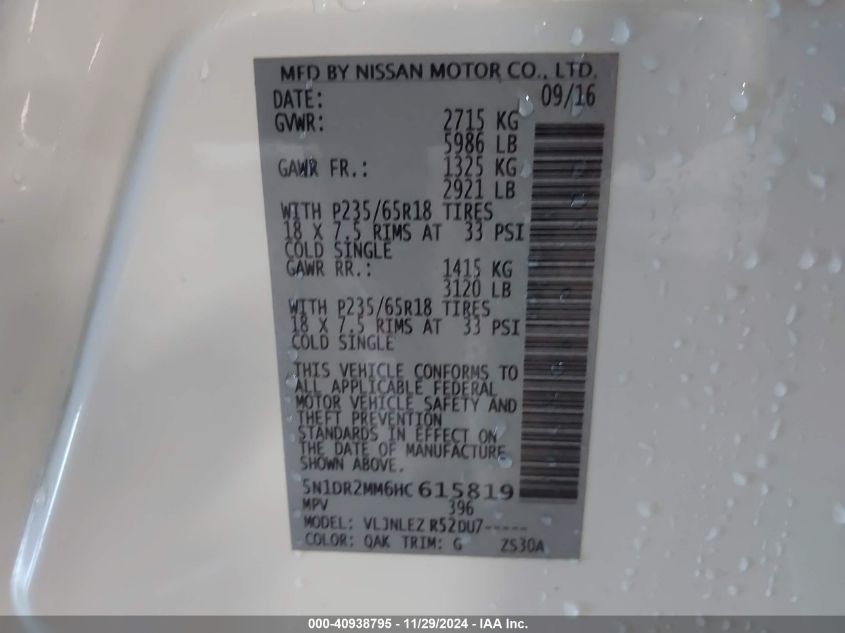 MFD BY NISSAN MOTOR CO., LTD.
DATE: 09/16
GVWR: 2715 KG
5986 LB
GAWR FR.: 1325 KG
2921 LB
WITH P235/65R18 TIRES
18 X 7.5 RIMS AT 33 PSI
COLD SINGLE
GAWR RR.: 1415 KG
3120 LB
WITH P235/65R18 TIRES
18 X 7.5 RIMS AT 33 PSI
COLD SINGLE
THIS VEHICLE CONFORMS TO
ALL APPLICABLE FEDERAL
MOTOR VEHICLE SAFETY AND
THEFT PREVENTION
STANDARDS IN EFFECT ON
THE DATE OF MANUFACTURE
SHOWN ABOVE.
5N1DR2MM6HC615819
MPV 396
MODEL: VLJNLEZ R52DU7-----
COLOR: QAK TRIM: G ZS30A
000-40938795 - 11/29/2024 - IAA Inc.